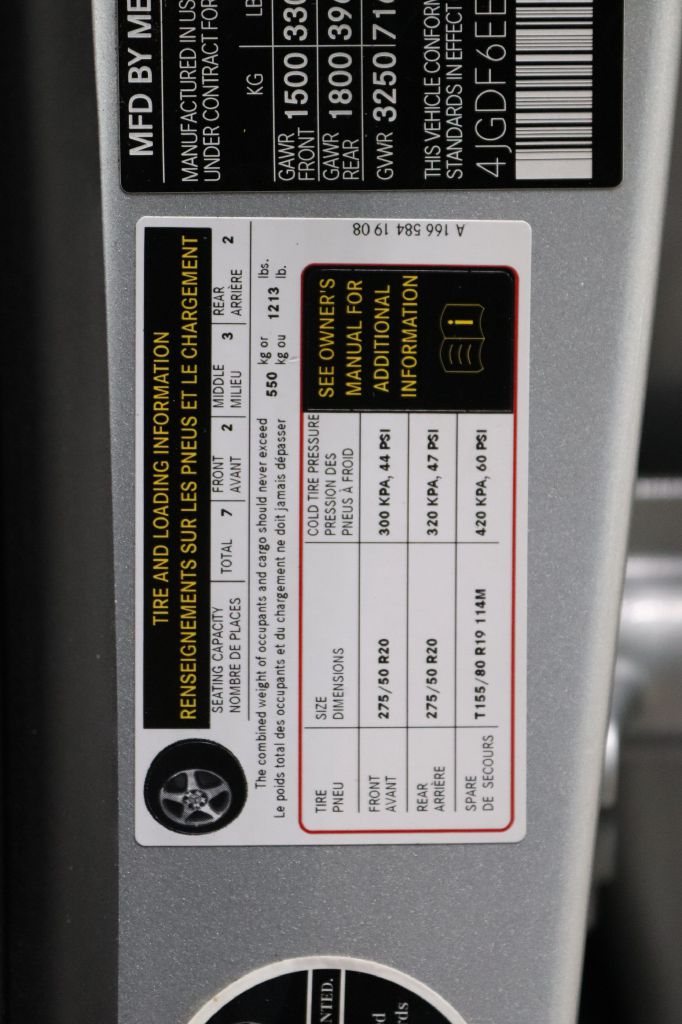 MFD BY
MANUFACTURED IN US
UNDER CONTRACT FOR
KG LB
GAWR FRONT 1500
GAWR REAR 1800
GVWR 3250
THIS VEHICLE
STANDARDS IN EFFECT
4JGDF6EE
A 166 584 19 08
TIRE AND LOADING INFORMATION
RENSEIGNEMENTS SUR LES PNEUS ET LE CHARGEMENT
SEATING CAPACITY TOTAL 7 FRONT 2 MIDDLE 3 REAR 2
NOMBRE DE PLACES AVANT MILIEU ARRIÈRE
The combined weight of occupants and cargo should never exceed 550 kg or 1213 lbs.
Le poids total des occupants et du chargement ne doit jamais dépasser kg ou lb.
TIRE SIZE COLD TIRE PRESSURE
PNEU DIMENSIONS PRESSION DES
PNEUS À FROID
FRONT 275/50 R20 300 KPA, 44 PSI
AVANT
REAR 275/50 R20 320 KPA, 47 PSI
ARRIÈRE
SPARE T155/80 R19 114M 420 KPA, 60 PSI
DE SECOURS
SEE OWNER'S
MANUAL FOR
ADDITIONAL
INFORMATION
i
NTED.